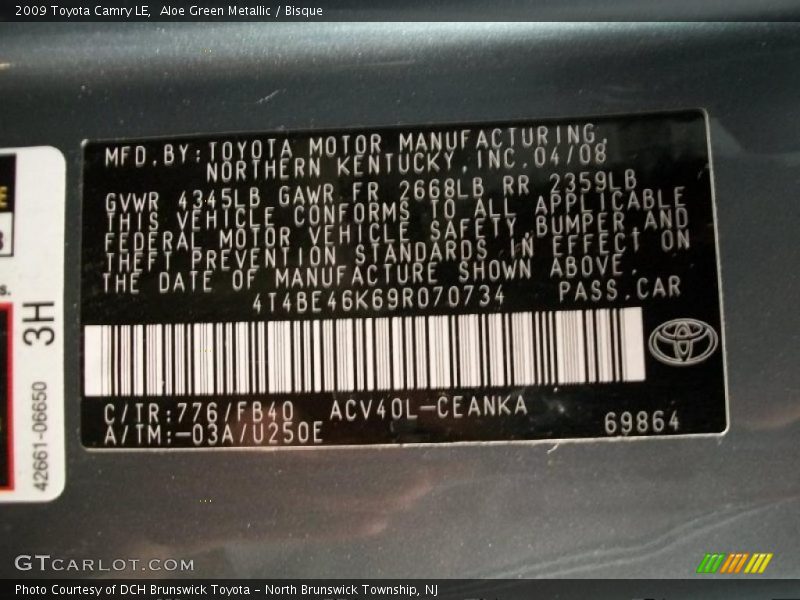 2009 Toyota Camry LE,  Aloe Green Metallic / Bisque
MFD.BY:TOYOTA MOTOR MANUFACTURING,
NORTHERN KENTUCKY,INC.04/08
GVWR 4345LB GAWR FR 2668LB RR 2359LB
THIS VEHICLE CONFORMS TO ALL APPLICABLE
FEDERAL MOTOR VEHICLE SAFETY,BUMPER,AND
THEFT PREVENTION STANDARDS IN EFFECT ON
THE DATE OF MANUFACTURE SHOWN ABOVE.
4T4BE46K69R070734 PASS.CAR
C/TR:776/FB40 ACV40L-CEANKA
A/TM:-03A/U250E 69864
3H
42661-06650
GTCARLOT.COM
Photo Courtesy of DCH Brunswick Toyota – North Brunswick Township, NJ